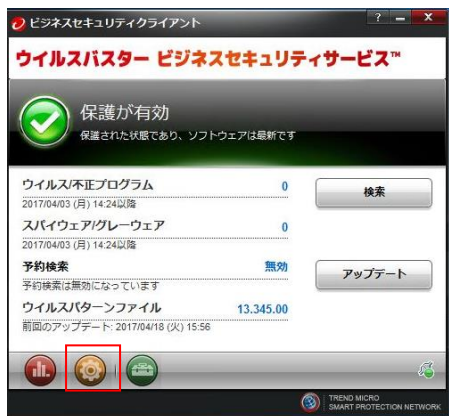 ビジネスセキュリティクライアント
? – X
ウイルスバスター ビジネスセキュリティサービス™
保護が有効
保護された状態であり、ソフトウェアは最新です
ウイルス/不正プログラム 0
2017/04/03 (月) 14:24以降
検索
スパイウェア/グレーウェア 0
2017/04/03 (月) 14:24以降
予約検索 無効
予約検索は無効になっています
アップデート
ウイルスパターンファイル 13.345.00
前回のアップデート: 2017/04/18 (火) 15:56
TREND MICRO
SMART PROTECTION NETWORK